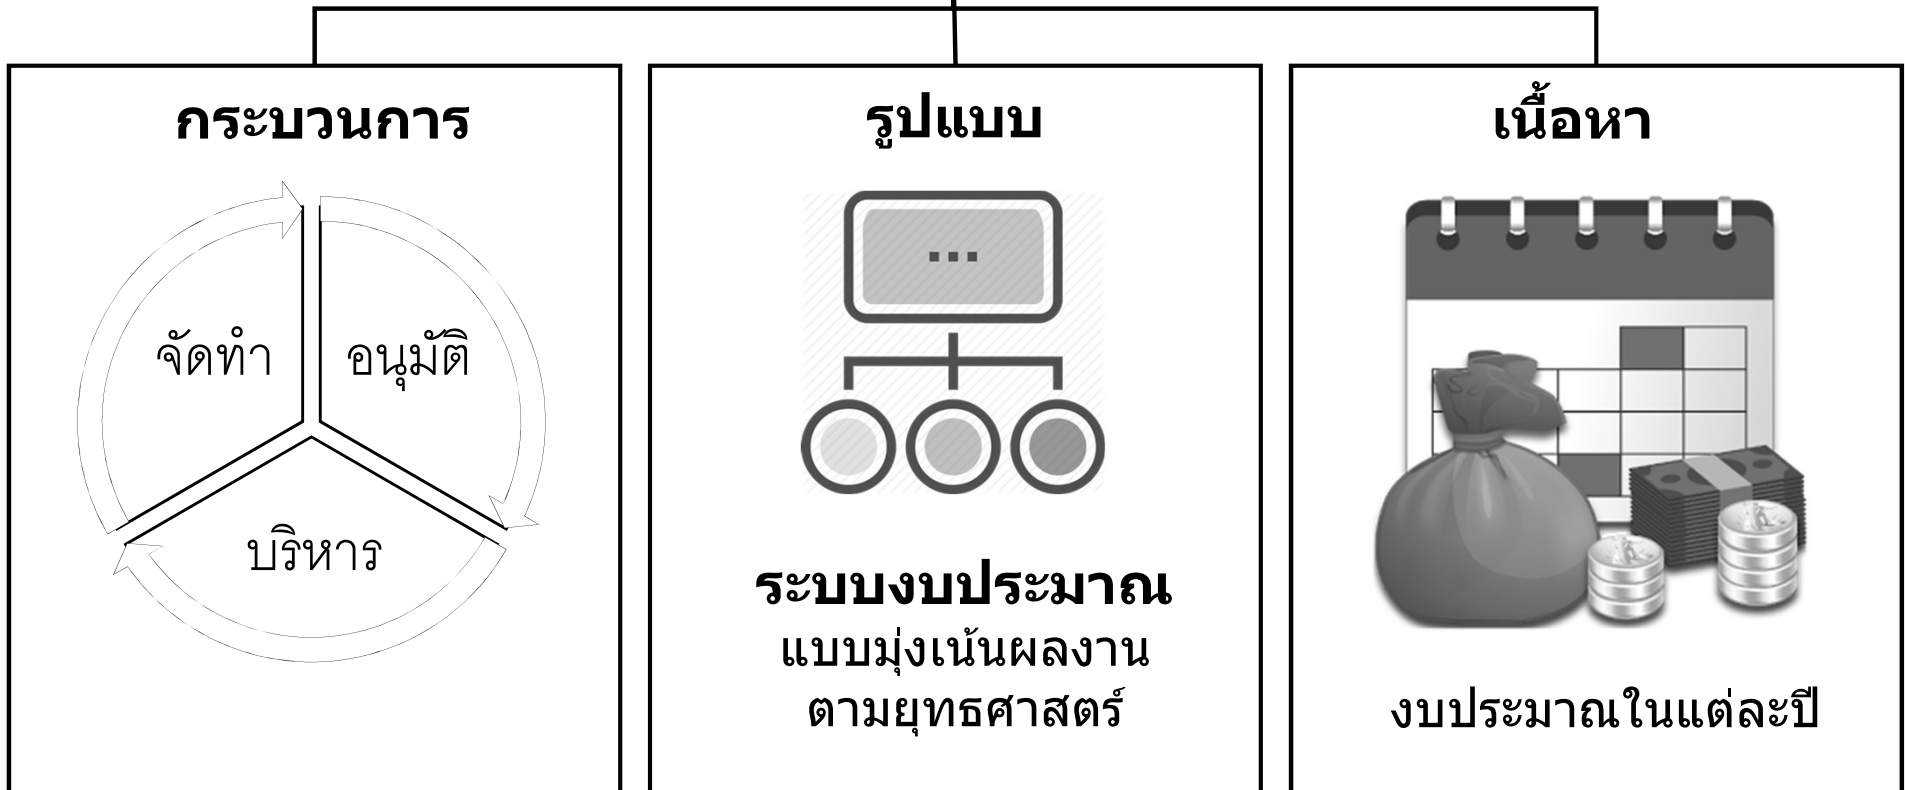 กระบวนการ
จัดทำ
อนุมัติ
บริหาร
รูปแบบ
ระบบงบประมาณ
แบบมุ่งเน้นผลงาน
ตามยุทธศาสตร์
เนื้อหา
งบประมาณในแต่ละปี